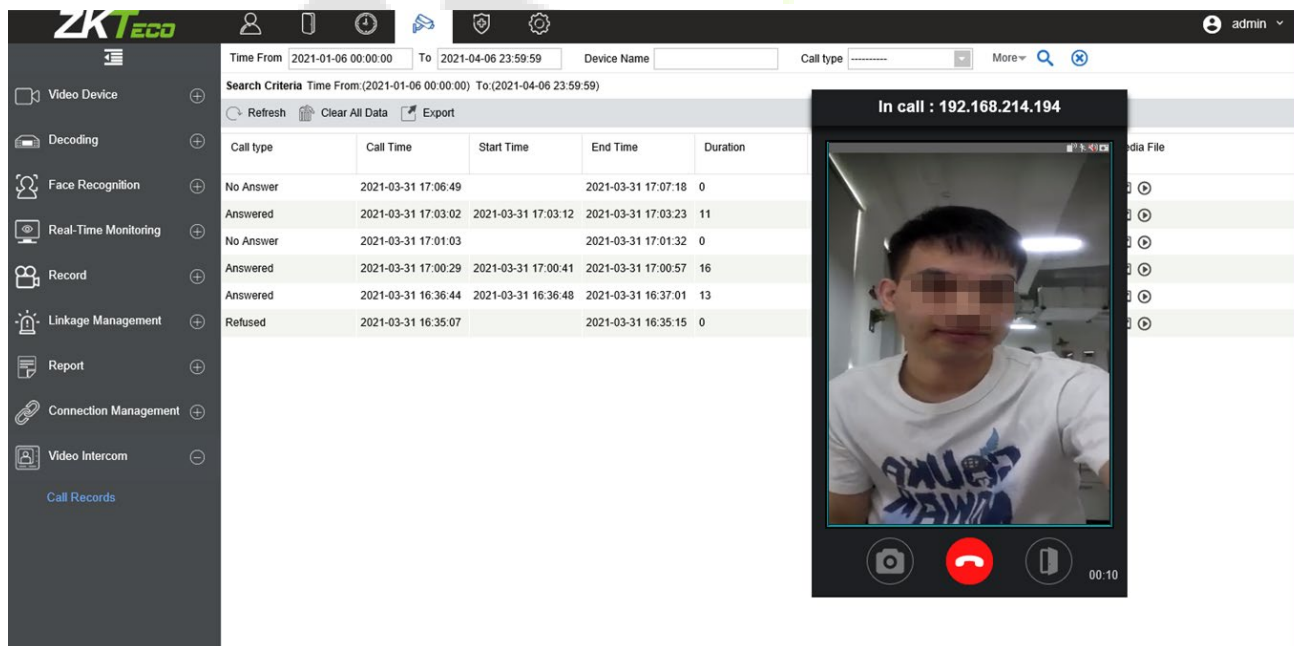 ZKTeco
admin
Time From 2021-01-06 00:00:00 To 2021-04-06 23:59:59 Device Name Call type ---------- More
Search Criteria Time From:(2021-01-06 00:00:00) To:(2021-04-06 23:59:59)
Refresh Clear All Data Export
Video Device
Decoding
Face Recognition
Real-Time Monitoring
Record
Linkage Management
Report
Connection Management
Video Intercom
Call Records
Call type Call Time Start Time End Time Duration File
No Answer 2021-03-31 17:06:49 2021-03-31 17:07:18 0
Answered 2021-03-31 17:03:02 2021-03-31 17:03:12 2021-03-31 17:03:23 11
No Answer 2021-03-31 17:01:03 2021-03-31 17:01:32 0
Answered 2021-03-31 17:00:29 2021-03-31 17:00:41 2021-03-31 17:00:57 16
Answered 2021-03-31 16:36:44 2021-03-31 16:36:48 2021-03-31 16:37:01 13
Refused 2021-03-31 16:35:07 2021-03-31 16:35:15 0
In call : 192.168.214.194
00:10